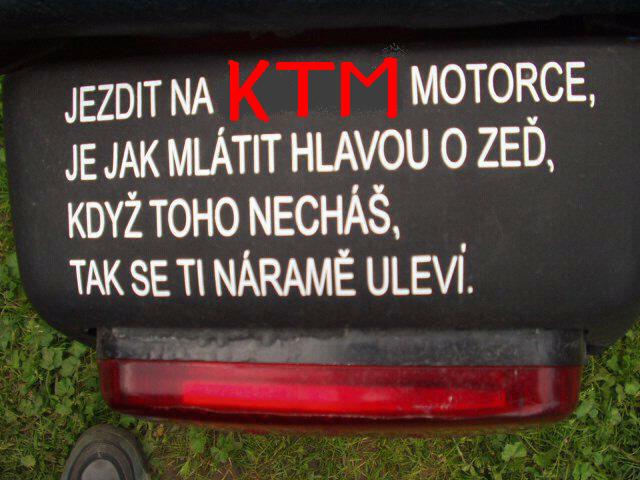 JEZDIT NA KTM MOTORCE,
JE JAK MLÁTIT HLAVOU O ZEĎ,
KDYŽ TOHO NECHÁŠ,
TAK SE TI NÁRAMĚ ULEVÍ.